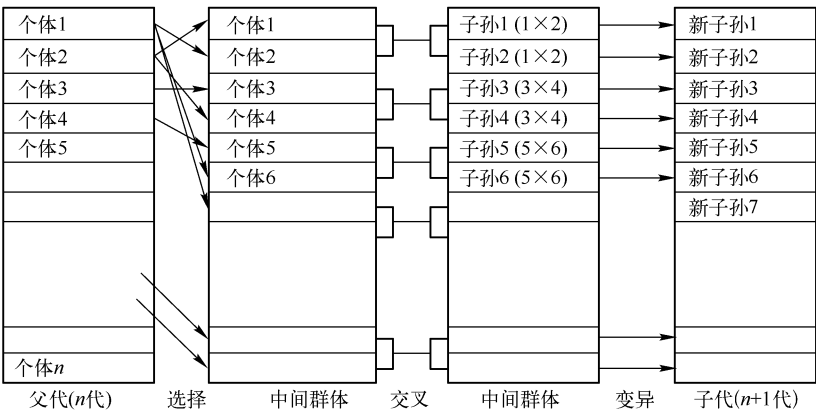 个体1
个体2
个体3
个体4
个体5
个体n
父代(n代)
选择
个体1
个体2
个体3
个体4
个体5
个体6
中间群体
交叉
子孙1 (1×2)
子孙2 (1×2)
子孙3 (3×4)
子孙4 (3×4)
子孙5 (5×6)
子孙6 (5×6)
中间群体
变异
新子孙1
新子孙2
新子孙3
新子孙4
新子孙5
新子孙6
新子孙7
子代(n+1代)